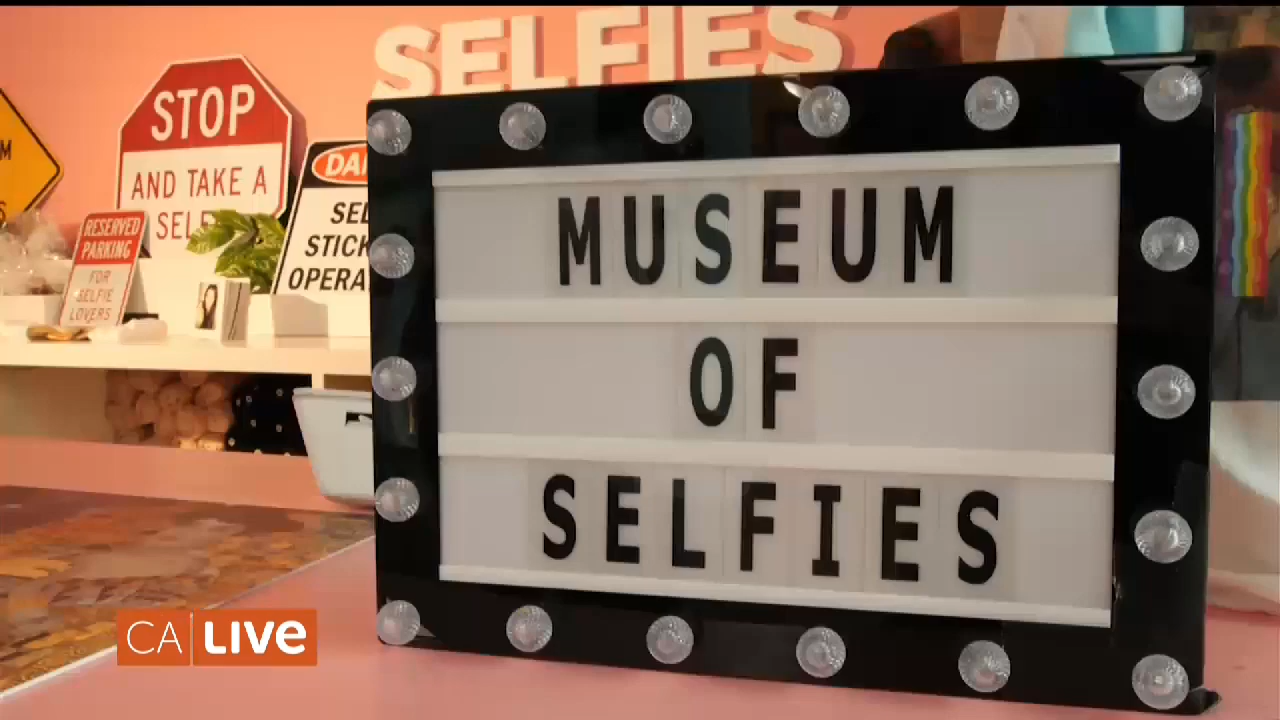 SELFIES
STOP
AND TAKE A
RESERVED
PARKING
FOR
SELFIE
LOVERS
MUSEUM
OF
SELFIES
CA LIVE